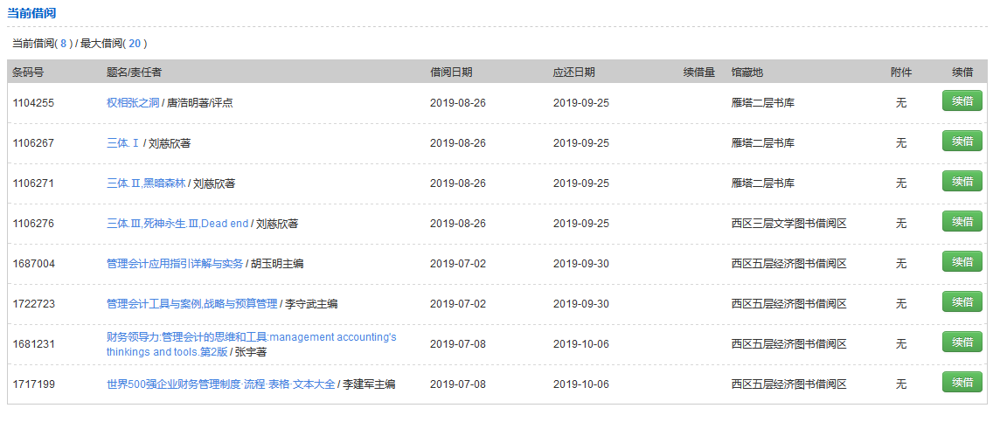 当前借阅
当前借阅( 8 ) / 最大借阅( 20 )
条码号 题名/责任者 借阅日期 应还日期 续借量 馆藏地 附件 续借
1104255 权相张之洞 / 唐浩明著/评点 2019-08-26 2019-09-25 雁塔二层书库 无 续借
1106267 三体.Ⅰ / 刘慈欣著 2019-08-26 2019-09-25 雁塔二层书库 无 续借
1106271 三体.Ⅱ,黑暗森林 / 刘慈欣著 2019-08-26 2019-09-25 雁塔二层书库 无 续借
1106276 三体.Ⅲ,死神永生.Ⅲ,Dead end / 刘慈欣著 2019-08-26 2019-09-25 西区三层文学图书借阅区 无 续借
1687004 管理会计应用指引详解与实务 / 胡玉明主编 2019-07-02 2019-09-30 西区五层经济图书借阅区 无 续借
1722723 管理会计工具与案例,战略与预算管理 / 李守武主编 2019-07-02 2019-09-30 西区五层经济图书借阅区 无 续借
1681231 财务领导力:管理会计的思维和工具:management accounting's
thinkings and tools.第2版 / 张宇著 2019-07-08 2019-10-06 西区五层经济图书借阅区 无 续借
1717199 世界500强企业财务管理制度·流程·表格·文本大全 / 李建军主编 2019-07-08 2019-10-06 西区五层经济图书借阅区 无 续借